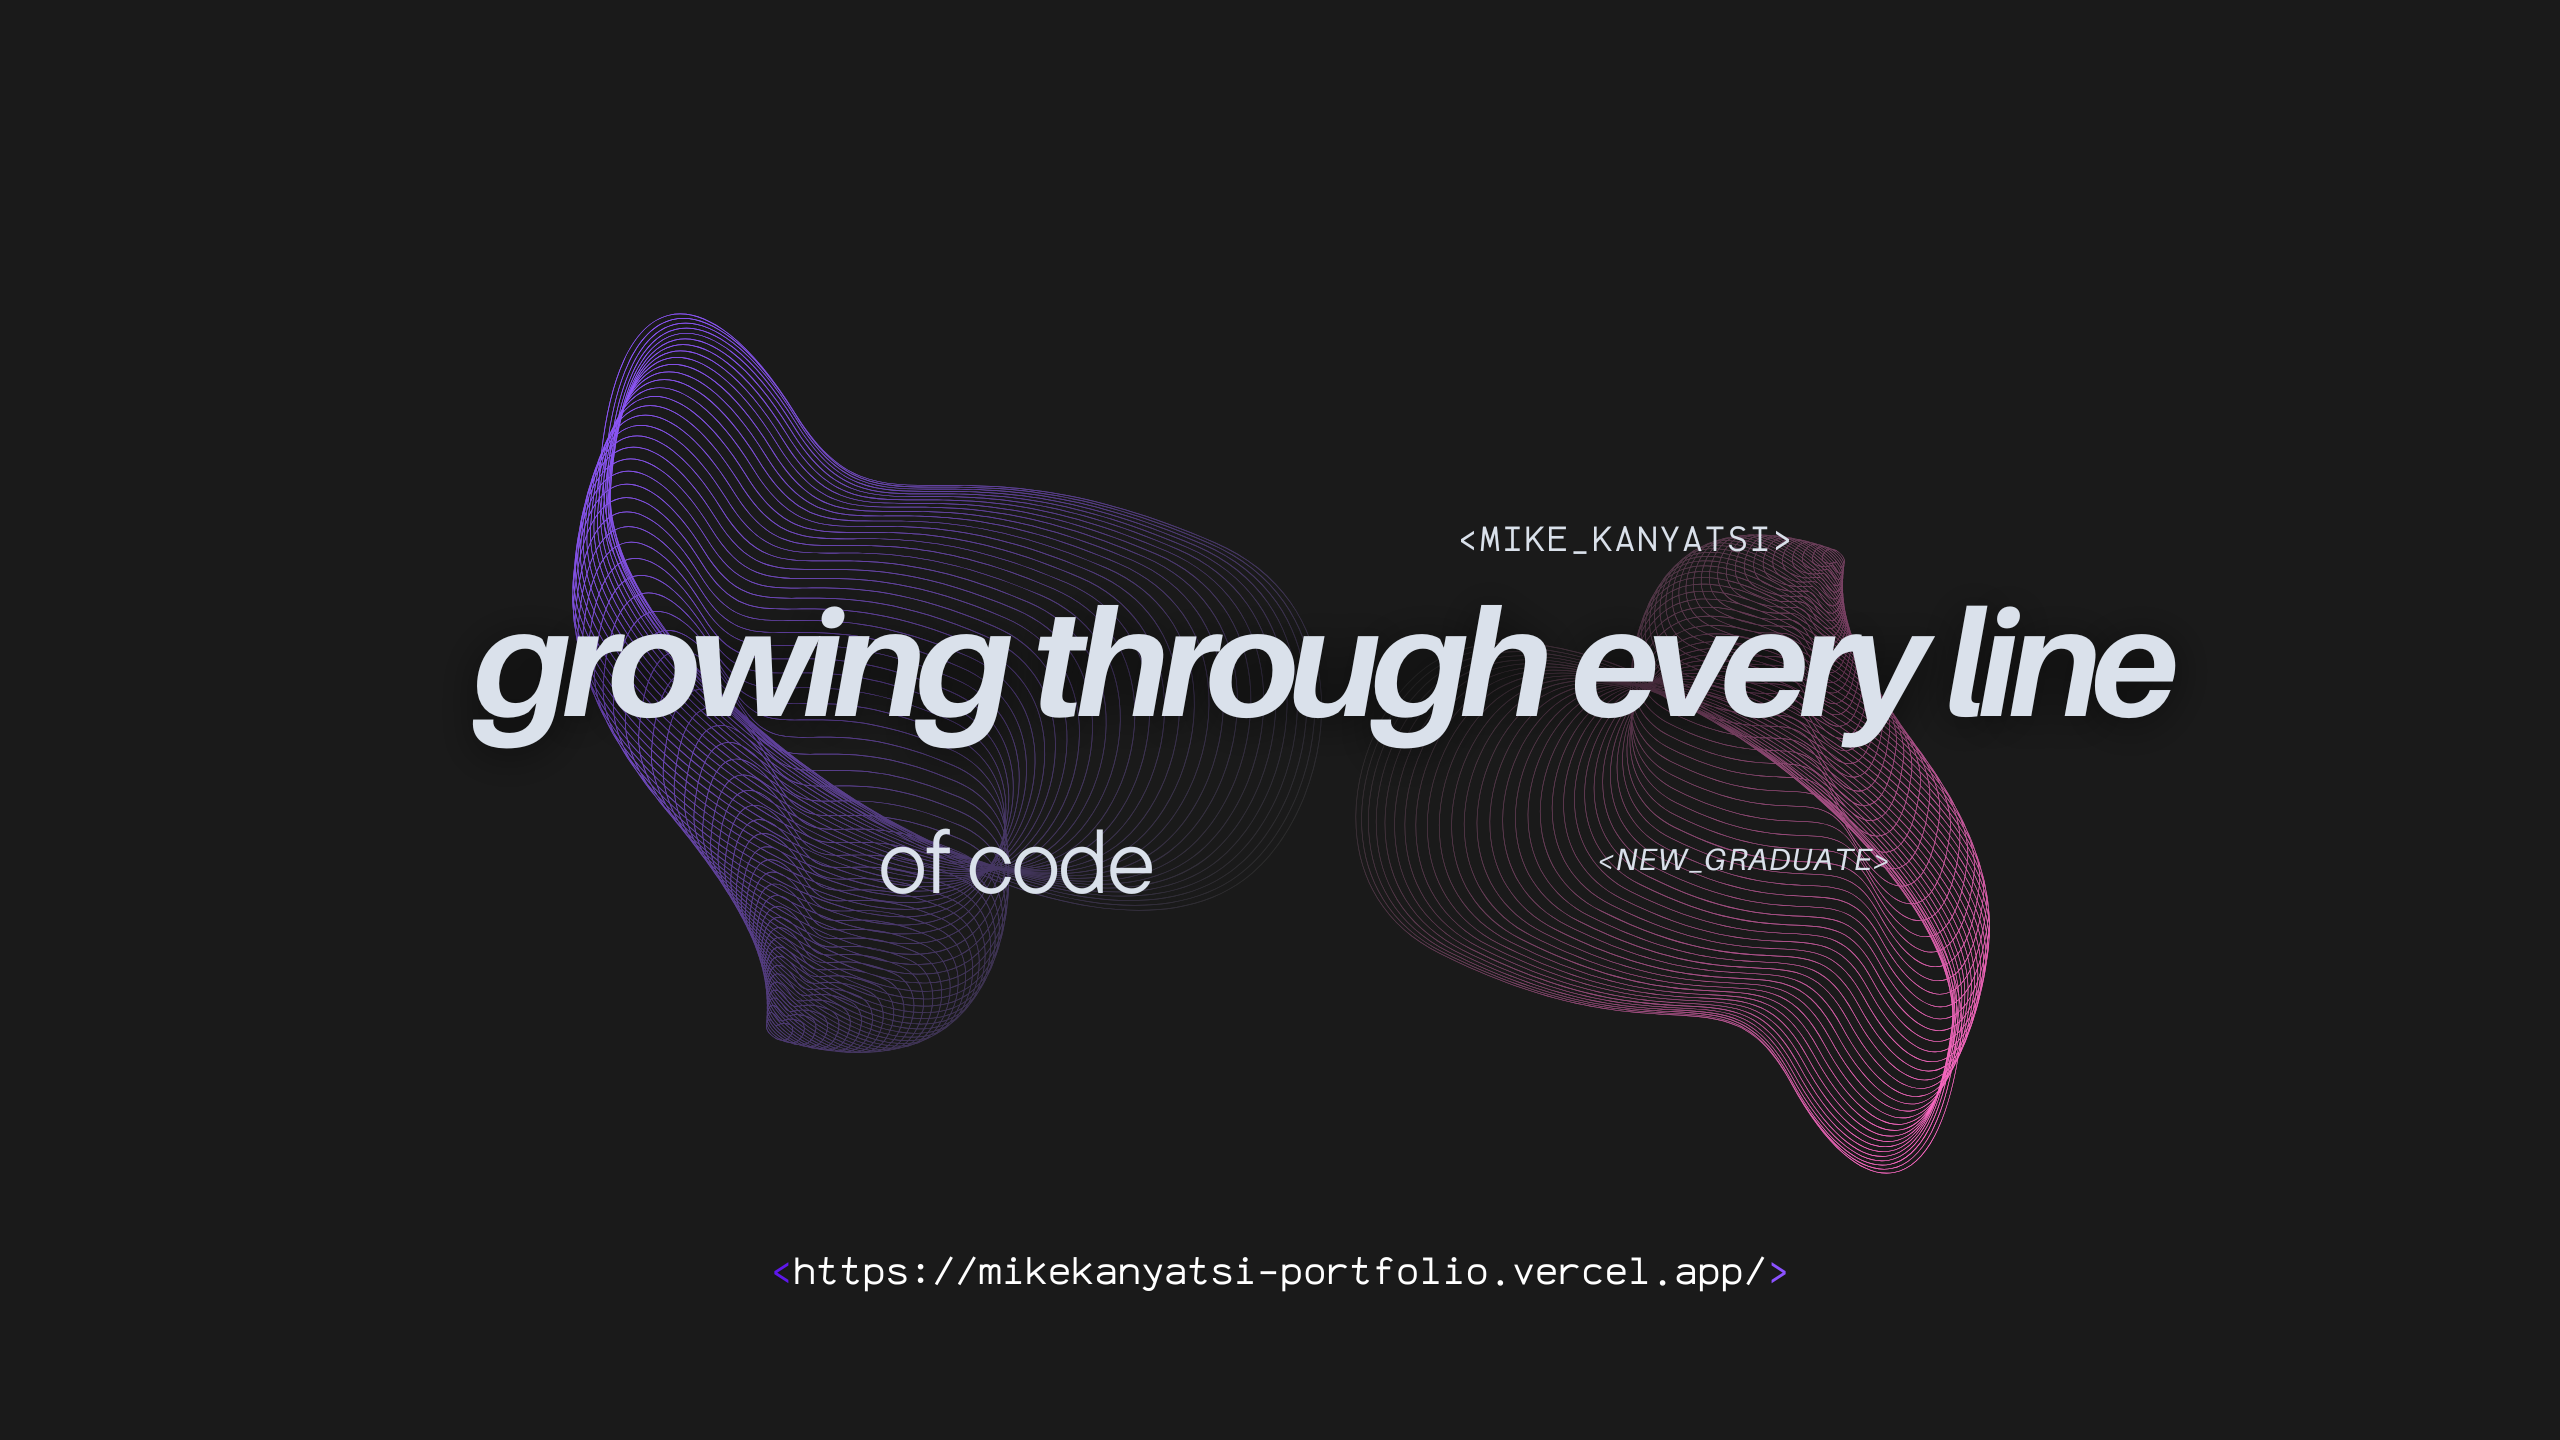 <MIKE_KANYATSI>
growing through every line
of code
<NEW_GRADUATE>
<https://mikekanyatsi-portfolio.vercel.app/>